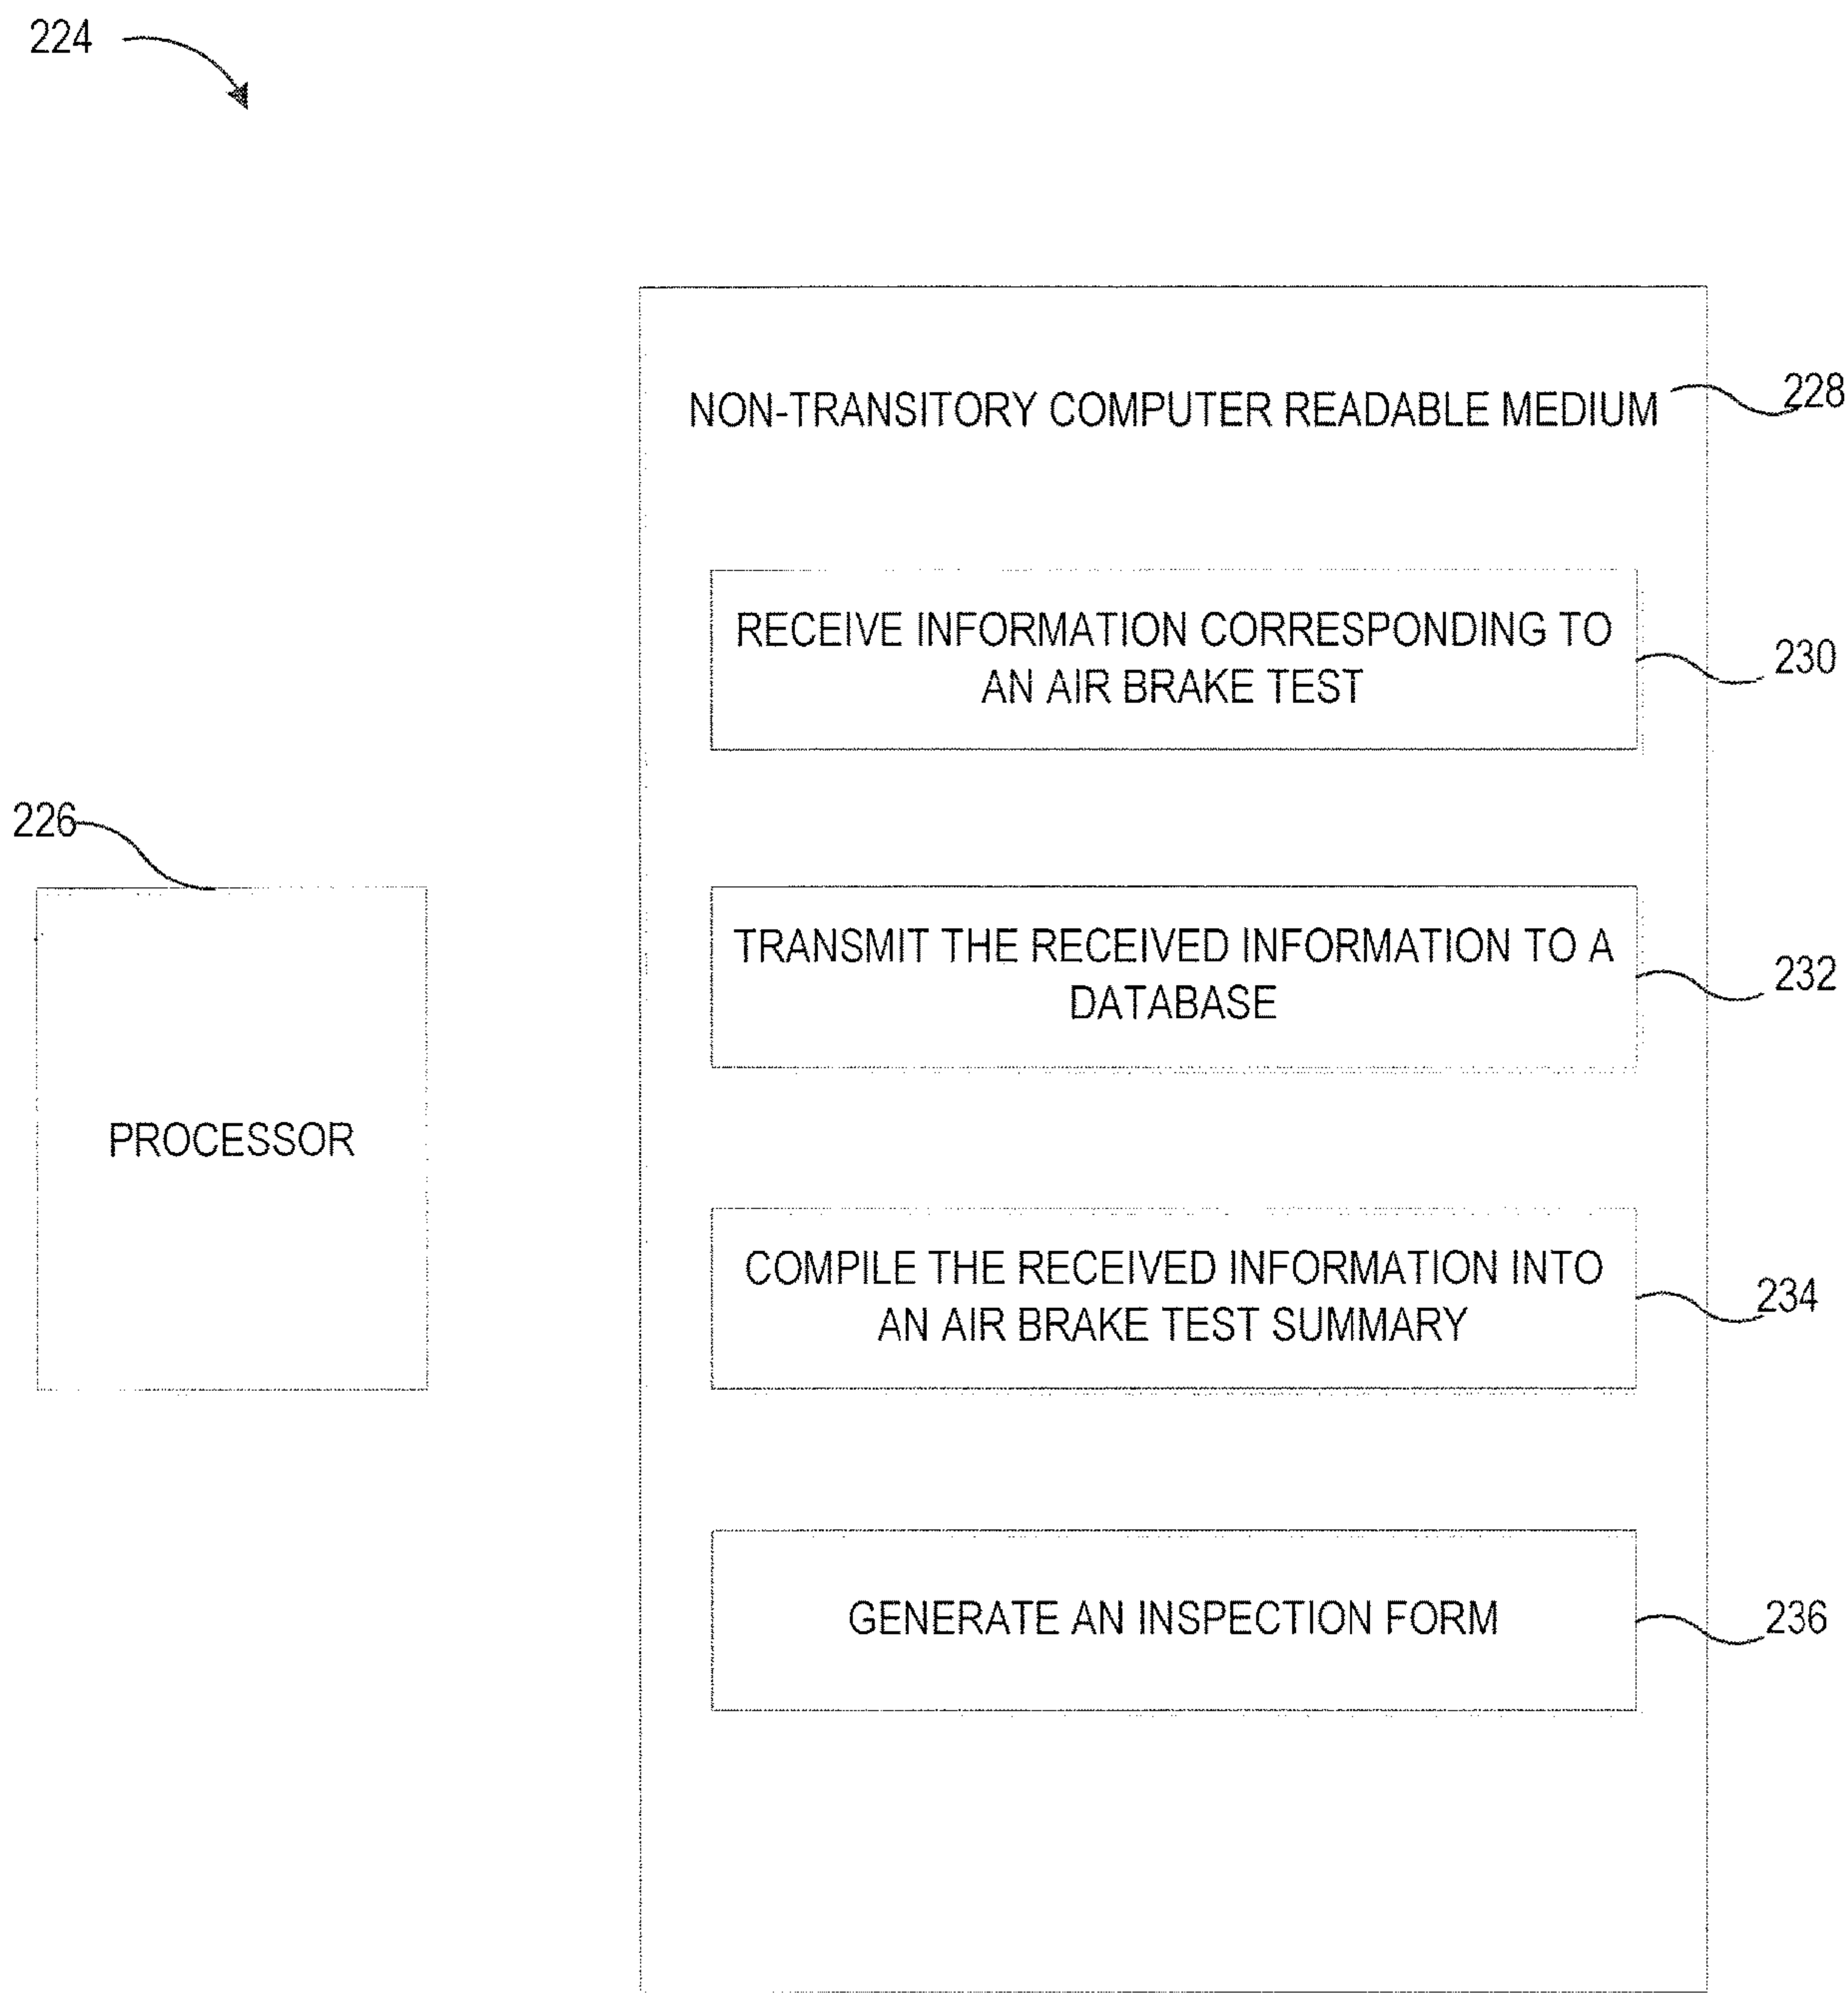 224
NON-TRANSITORY COMPUTER READABLE MEDIUM
228
RECEIVE INFORMATION CORRESPONDING TO
AN AIR BRAKE TEST
230
226
TRANSMIT THE RECEIVED INFORMATION TO A
DATABASE
232
PROCESSOR
COMPILE THE RECEIVED INFORMATION INTO
AN AIR BRAKE TEST SUMMARY
234
GENERATE AN INSPECTION FORM
236